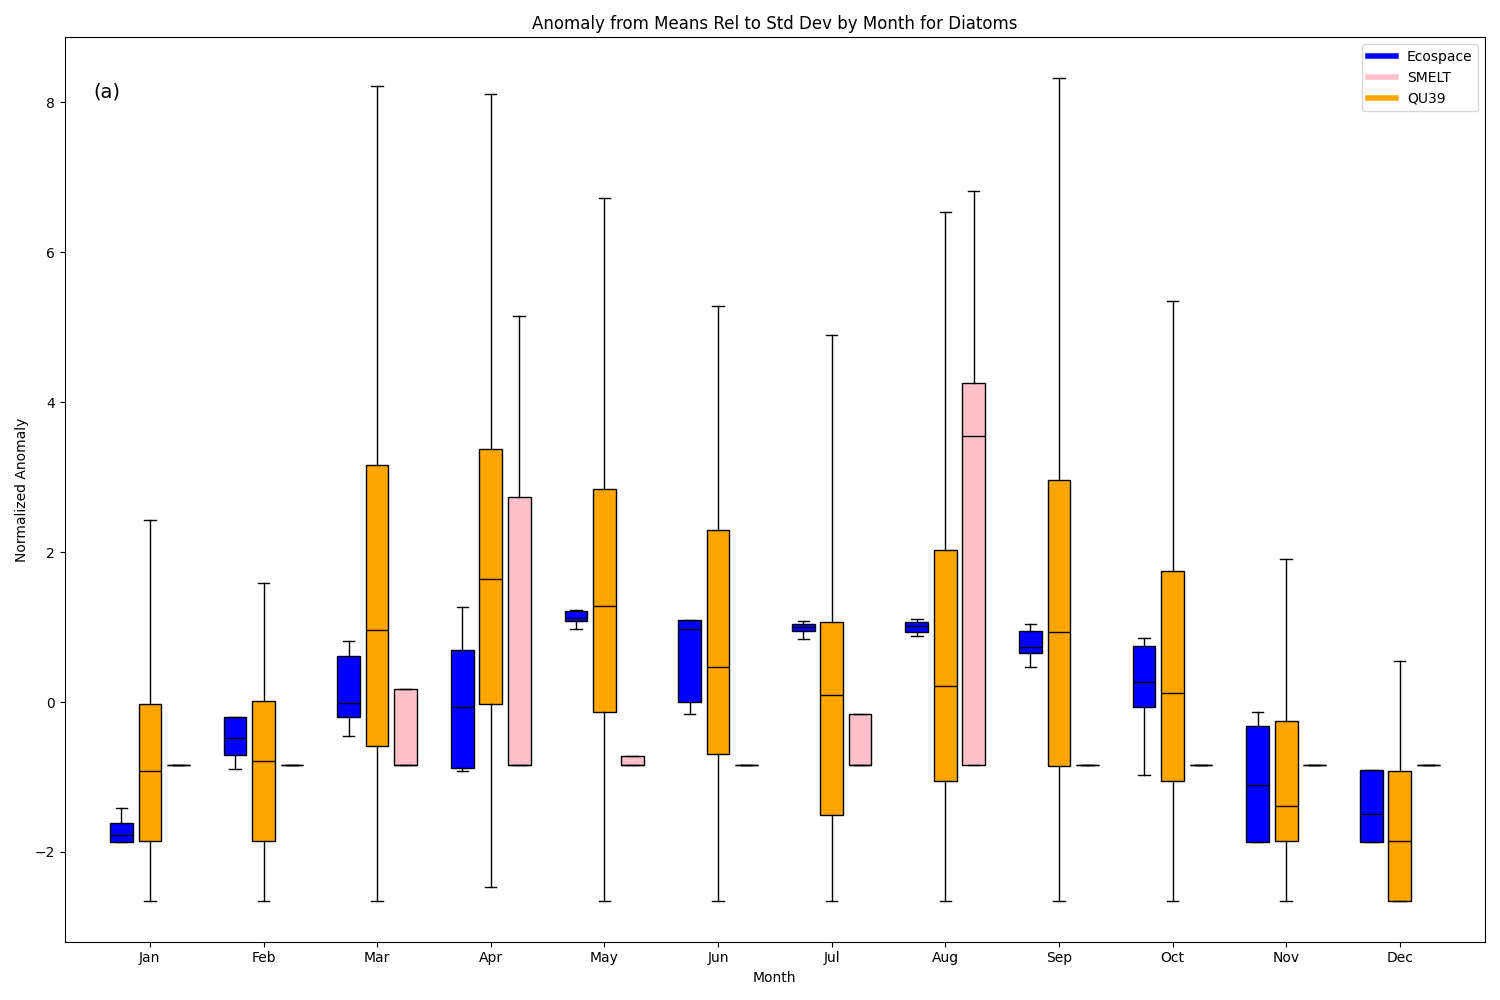 Anomaly from Means Rel to Std Dev by Month for Diatoms
(a)
Ecospace
SMELT
QU39
Normalized Anomaly
8
6
4
2
0
−2
Jan Feb Mar Apr May Jun Jul Aug Sep Oct Nov Dec
Month